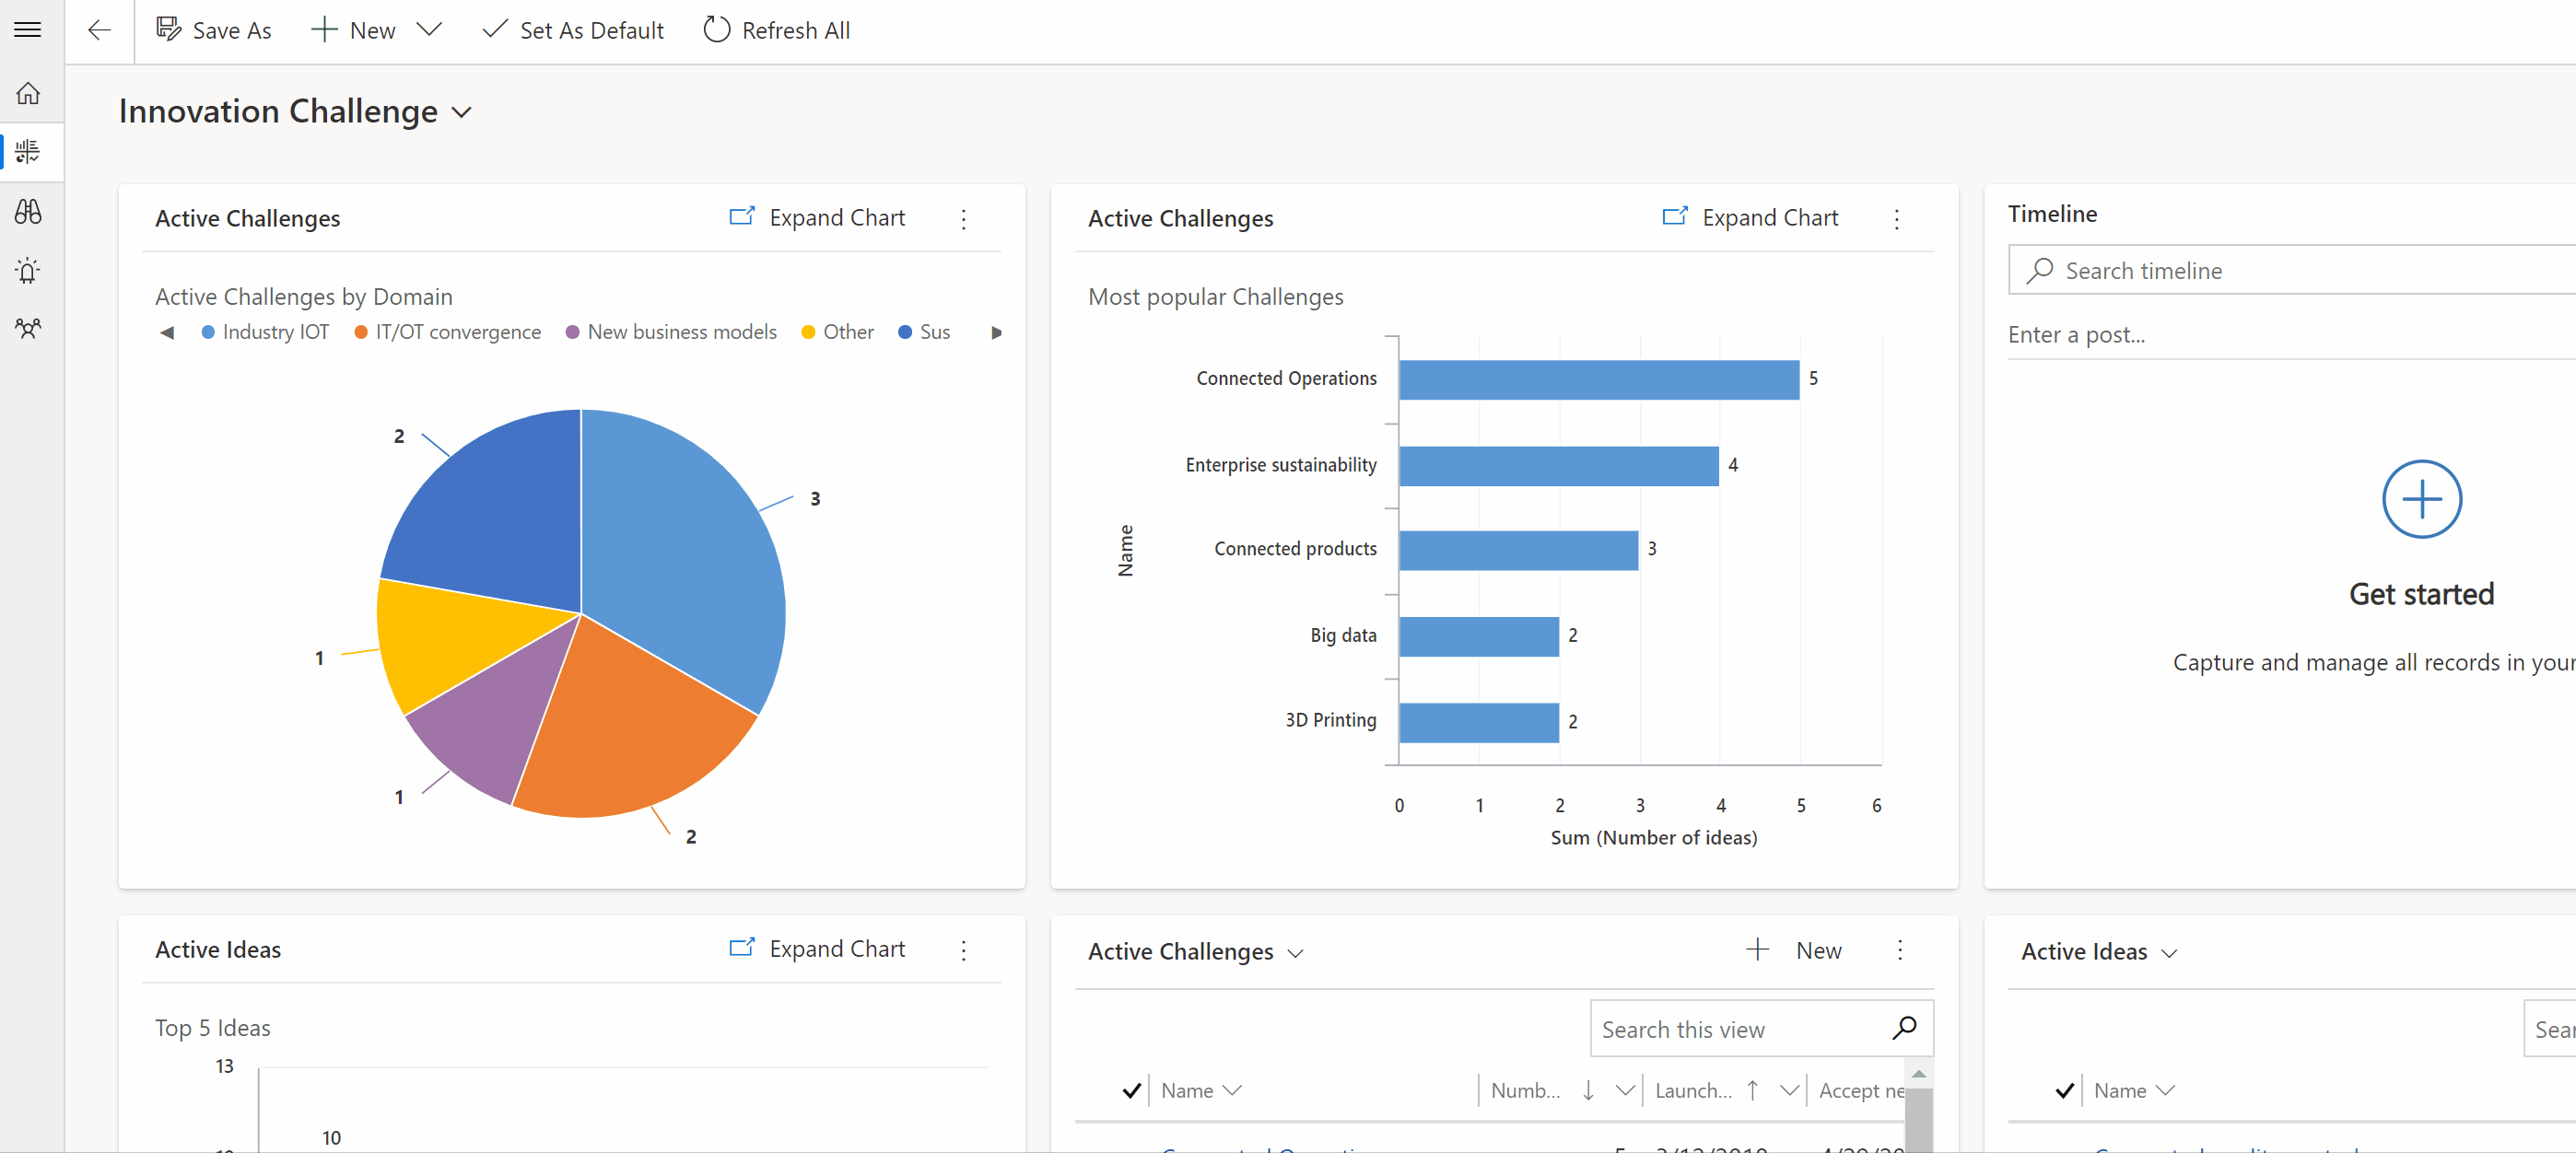 Save As New Set As Default Refresh All
Innovation Challenge
Active Challenges Expand Chart
Active Challenges by Domain
Industry IOT IT/OT convergence New business models Other Sus
2
3
1
1
2
Active Challenges Expand Chart
Most popular Challenges
Name
Connected Operations 5
Enterprise sustainability 4
Connected products 3
Big data 2
3D Printing 2
0 1 2 3 4 5 6
Sum (Number of ideas)
Timeline
Search timeline
Enter a post...
Get started
Capture and manage all records in your
Active Ideas Expand Chart
Top 5 Ideas
13
10
Active Challenges New
Search this view
Name Numb... Launch... Accept ne
Active Ideas
Sear
Name